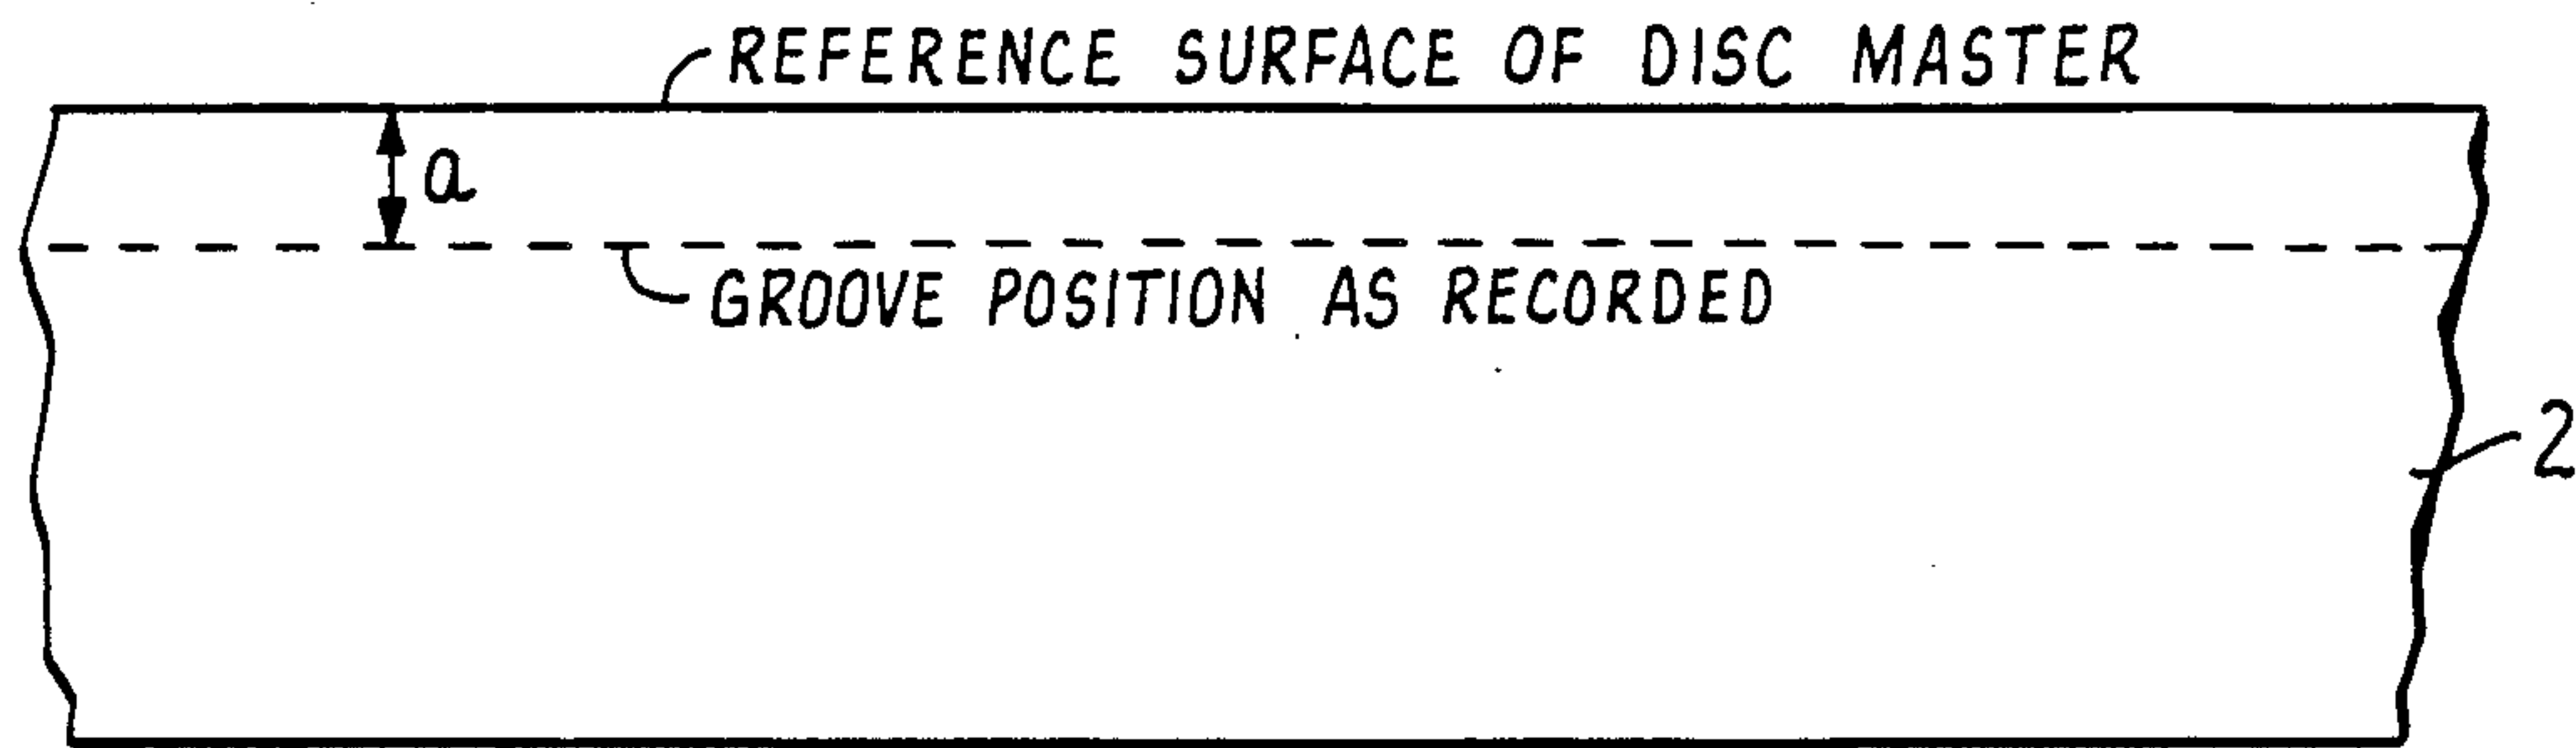 REFERENCE SURFACE OF DISC MASTER
a
GROOVE POSITION AS RECORDED
2